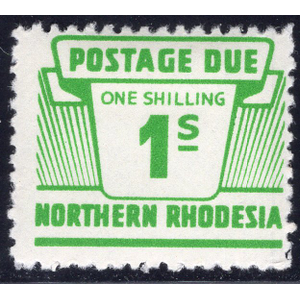 POSTAGE DUE
ONE SHILLING
1S
NORTHERN RHODESIA